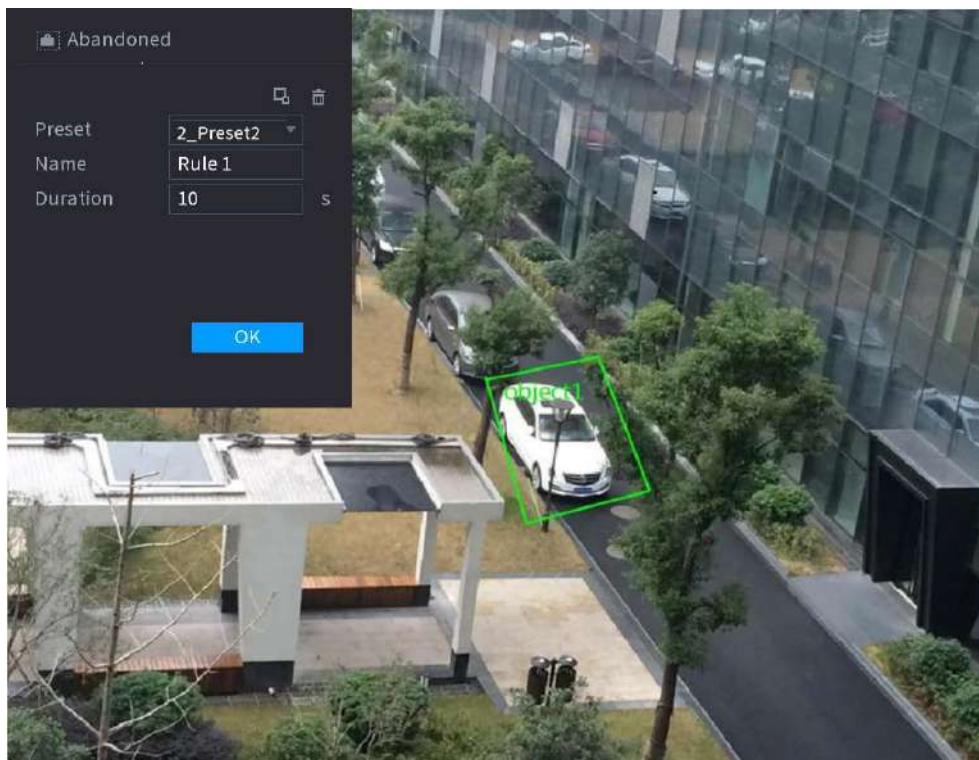 Abandoned
Preset 2_Preset2
Name Rule 1
Duration 10 s
OK
object1